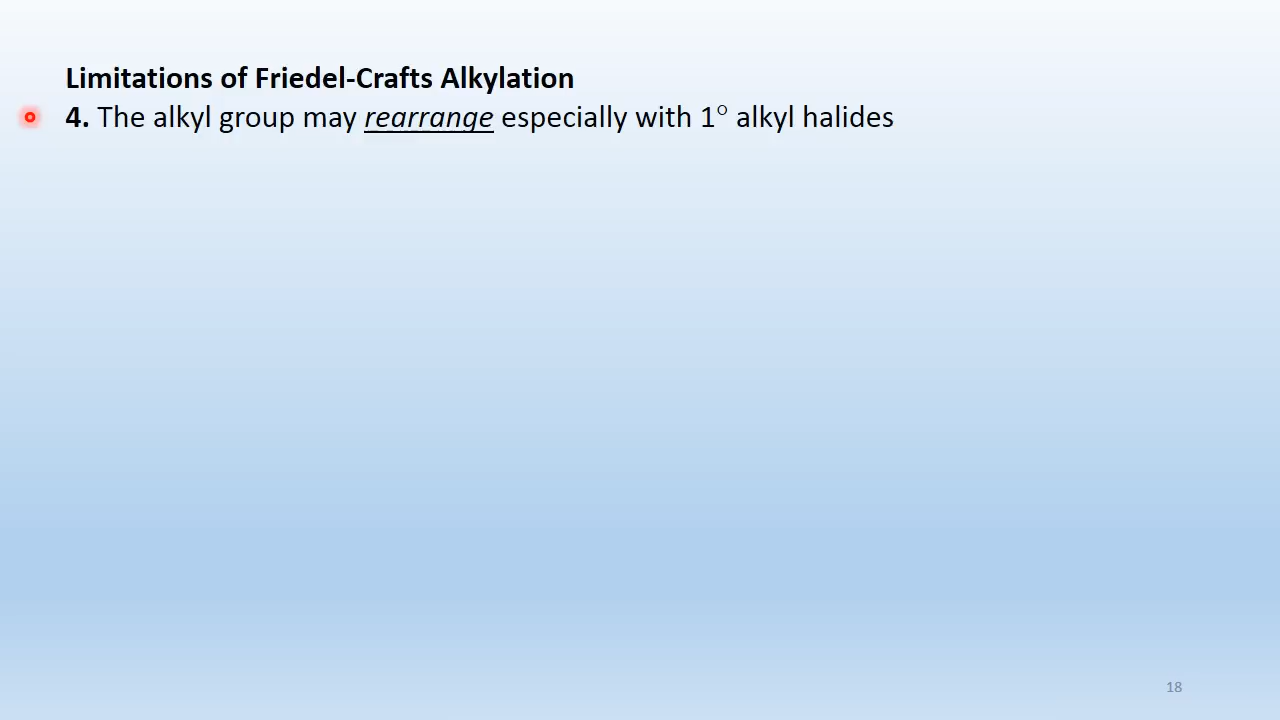 Limitations of Friedel-Crafts Alkylation
4. The alkyl group may rearrange especially with 1° alkyl halides
18